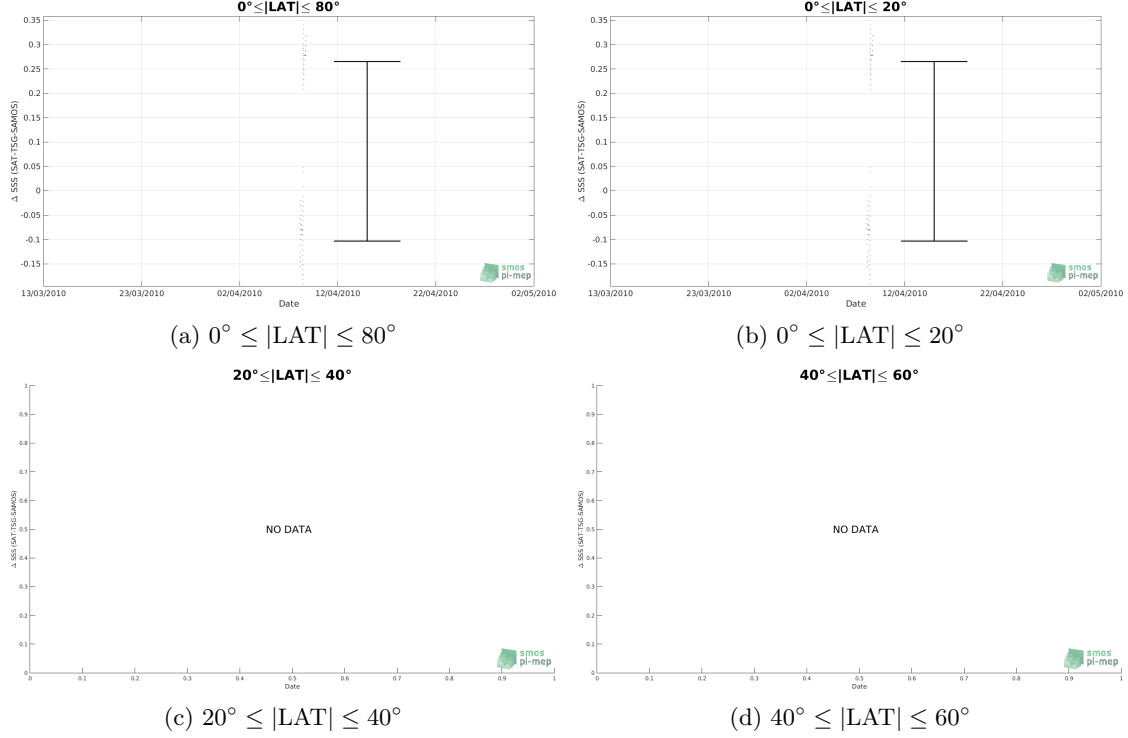 0°≤|LAT|≤ 80°
0.35
0.3
0.25
0.2
0.15
0.1
0.05
0
-0.05
-0.1
-0.15
Δ SSS (SAT-TSG-SAMOS)
13/03/2010 23/03/2010 02/04/2010 12/04/2010 22/04/2010 02/05/2010
Date
smos
pi-mep
(a) 0° ≤ |LAT| ≤ 80°
0°≤|LAT|≤ 20°
0.35
0.3
0.25
0.2
0.15
0.1
0.05
0
-0.05
-0.1
-0.15
Δ SSS (SAT-TSG-SAMOS)
13/03/2010 23/03/2010 02/04/2010 12/04/2010 22/04/2010 02/05/2010
Date
smos
pi-mep
(b) 0° ≤ |LAT| ≤ 20°
20°≤|LAT|≤ 40°
1
0.9
0.8
0.7
0.6
0.5
0.4
0.3
0.2
0.1
0
Δ SSS (SAT-TSG-SAMOS)
NO DATA
0 0.1 0.2 0.3 0.4 0.5 0.6 0.7 0.8 0.9 1
Date
smos
pi-mep
(c) 20° ≤ |LAT| ≤ 40°
40°≤|LAT|≤ 60°
1
0.9
0.8
0.7
0.6
0.5
0.4
0.3
0.2
0.1
0
Δ SSS (SAT-TSG-SAMOS)
NO DATA
0 0.1 0.2 0.3 0.4 0.5 0.6 0.7 0.8 0.9 1
Date
smos
pi-mep
(d) 40° ≤ |LAT| ≤ 60°